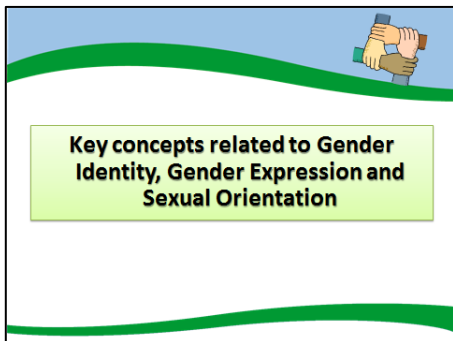 Key concepts related to Gender
Identity, Gender Expression and
Sexual Orientation